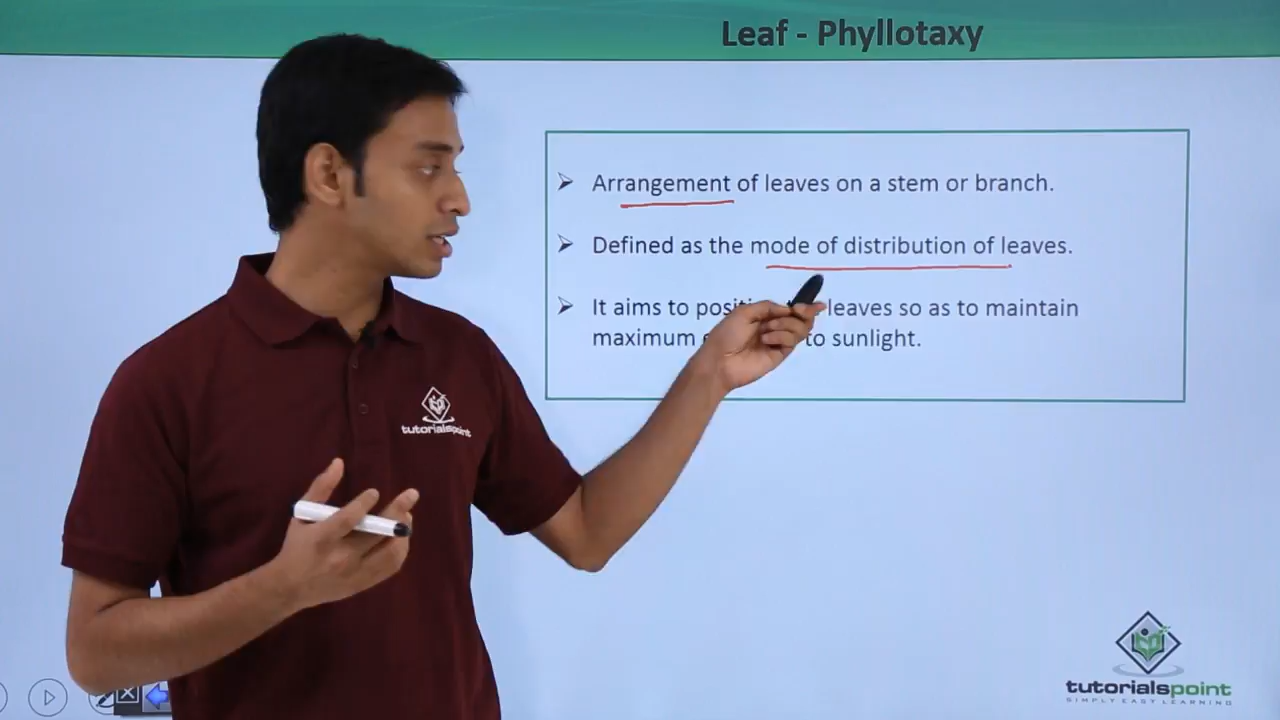 Leaf - Phyllotaxy
Arrangement of leaves on a stem or branch.
Defined as the mode of distribution of leaves.
It aims to leaves so as to maintain
maximum to sunlight.
tutorialspoint
tutorialspoint
SIMPLY EASY LEARNING